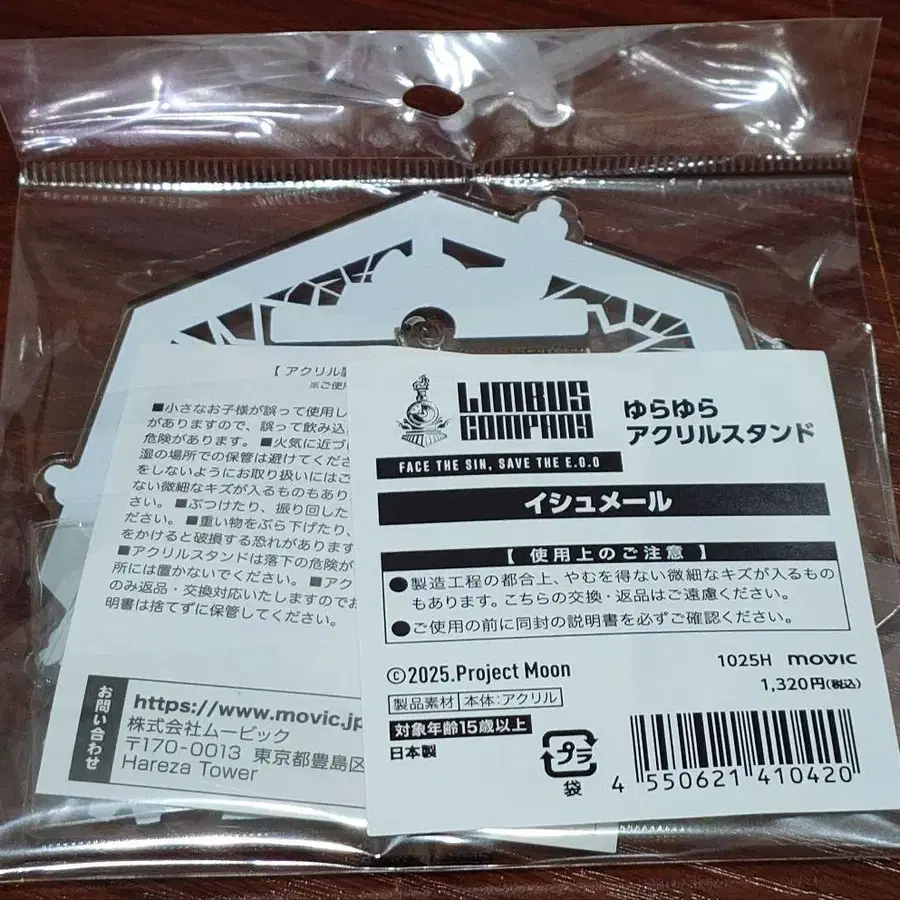 【 アクリル
※ご使
■小さなお子様が誤って使用し
がありますので、誤って飲み込
危険があります。 ■火気に近づ
湿の場所での保管は避けてくださ
をしないようにお取り扱いにはご
ない微細なキズが入るものもあり
さい。 ■ぶつけたり、振り回した
ださい。 ■重い物をぶら下げたり、
をかけると破損する恐れがあります
■アクリルスタンドは落下の危険が
所には置かないでください。 ■アク
のみ返品・交換対応いたしますのでお
明書は捨てずに保管してください。
お問い合わせ
https://www.movic.jp
株式会社ムービック
〒170-0013 東京都豊島区
Hareza Tower
LIMBUS
COMPANY
FACE THE SIN, SAVE THE E.G.O
ゆらゆら
アクリルスタンド
イシュメール
【 使用上のご注意 】
●製造工程の都合上、やむを得ない微細なキズが入るもの
もあります。こちらの交換・返品はご遠慮ください。
●ご使用の前に同封の説明書を必ずご確認ください。
©2025.Project Moon
1025H movic
1,320円(税込)
製品素材 本体:アクリル
対象年齢15歳以上
日本製
プラ
袋
4 550621 410420